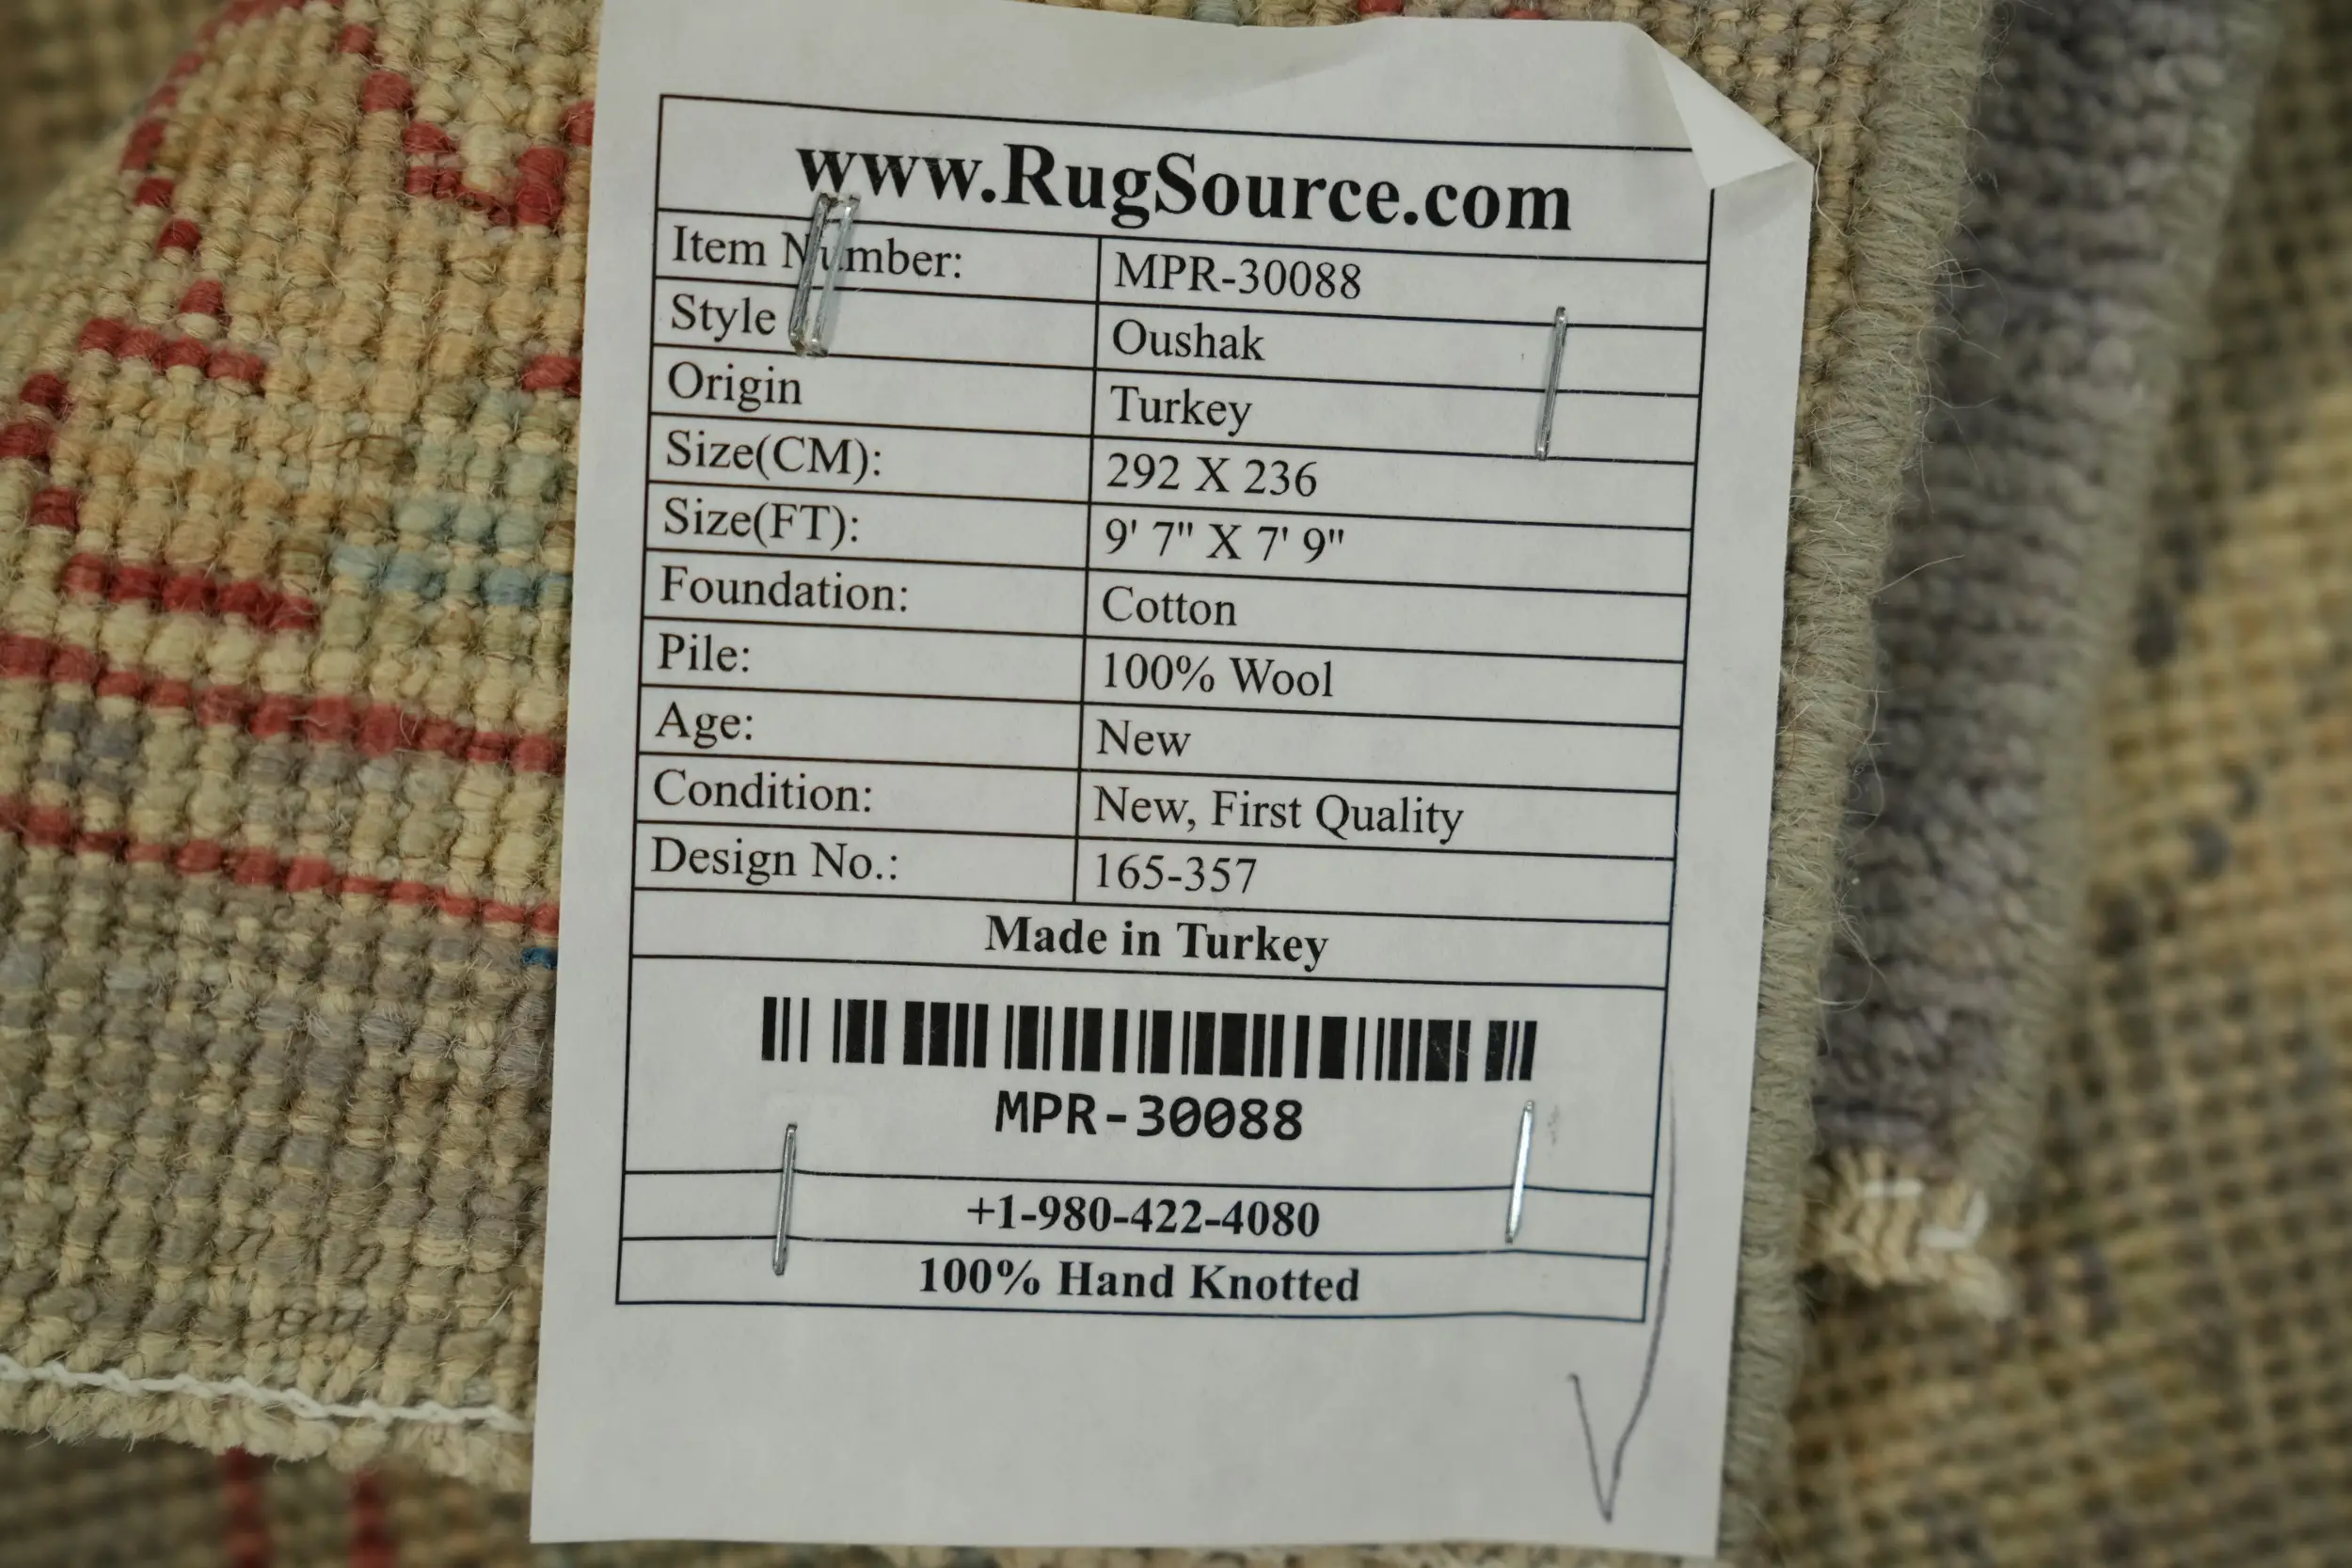 www.RugSource.com
Item Number: MPR-30088
Style Oushak
Origin Turkey
Size(CM): 292 X 236
Size(FT): 9' 7" X 7' 9"
Foundation: Cotton
Pile: 100% Wool
Age: New
Condition: New, First Quality
Design No.: 165-357
Made in Turkey
MPR-30088
+1-980-422-4080
100% Hand Knotted